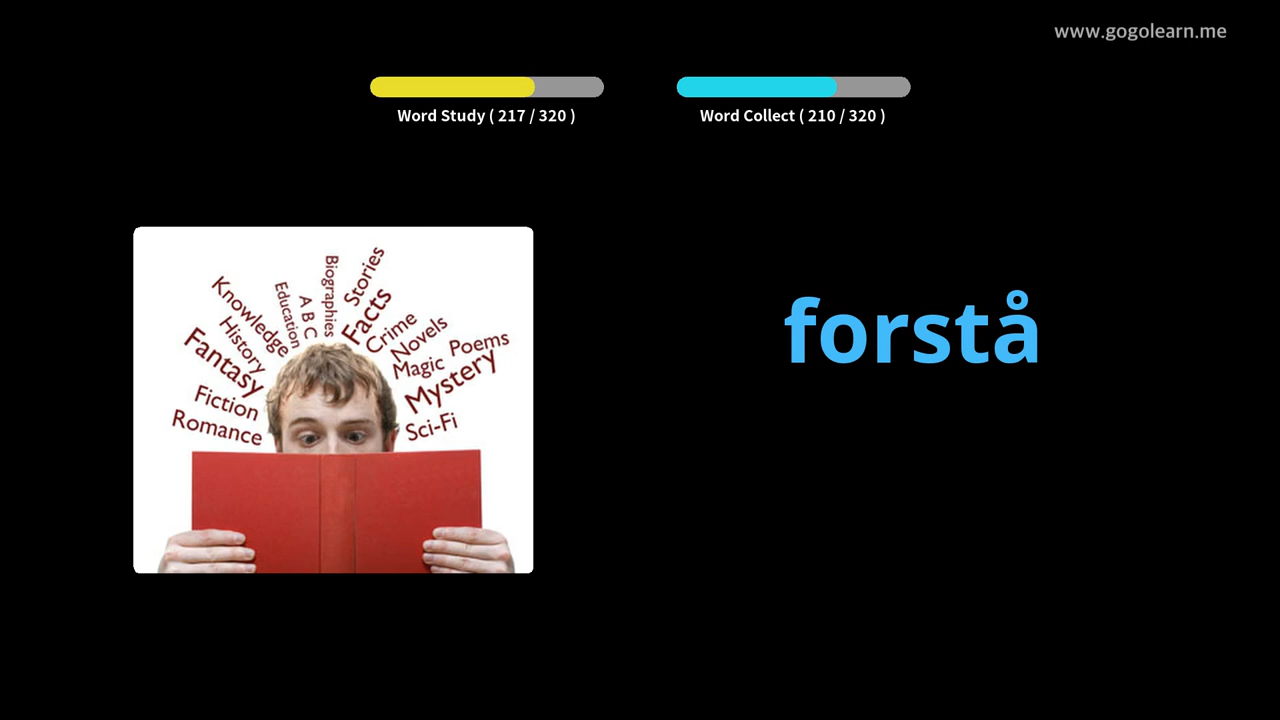 www.gogolearn.me
Word Study ( 217 / 320 )
Word Collect ( 210 / 320 )
Biographies
Stories
Education
A B C
Facts
Knowledge
Crime
History
Novels
Poems
Fantasy
Magic
Mystery
Fiction
Romance
Sci-Fi
forstå